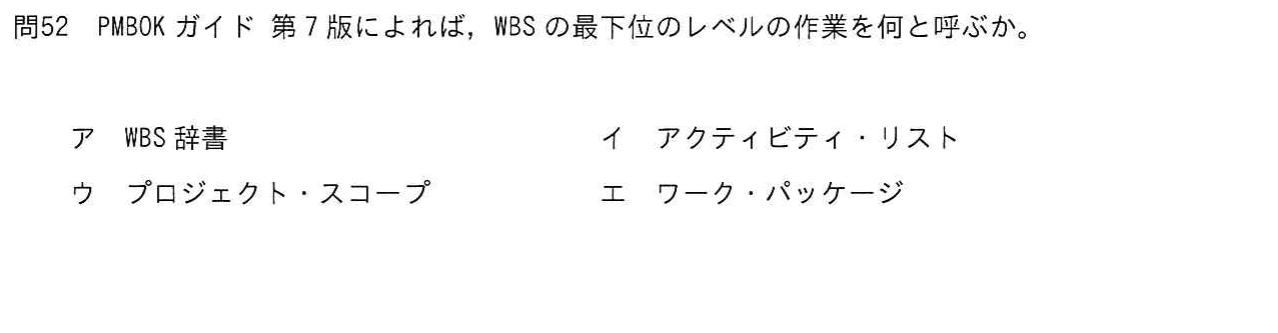 問52 PMBOK ガイド 第7版によれば，WBS の最下位のレベルの作業を何と呼ぶか。
ア WBS 辞書 イ アクティビティ・リスト
ウ プロジェクト・スコープ エ ワーク・パッケージ